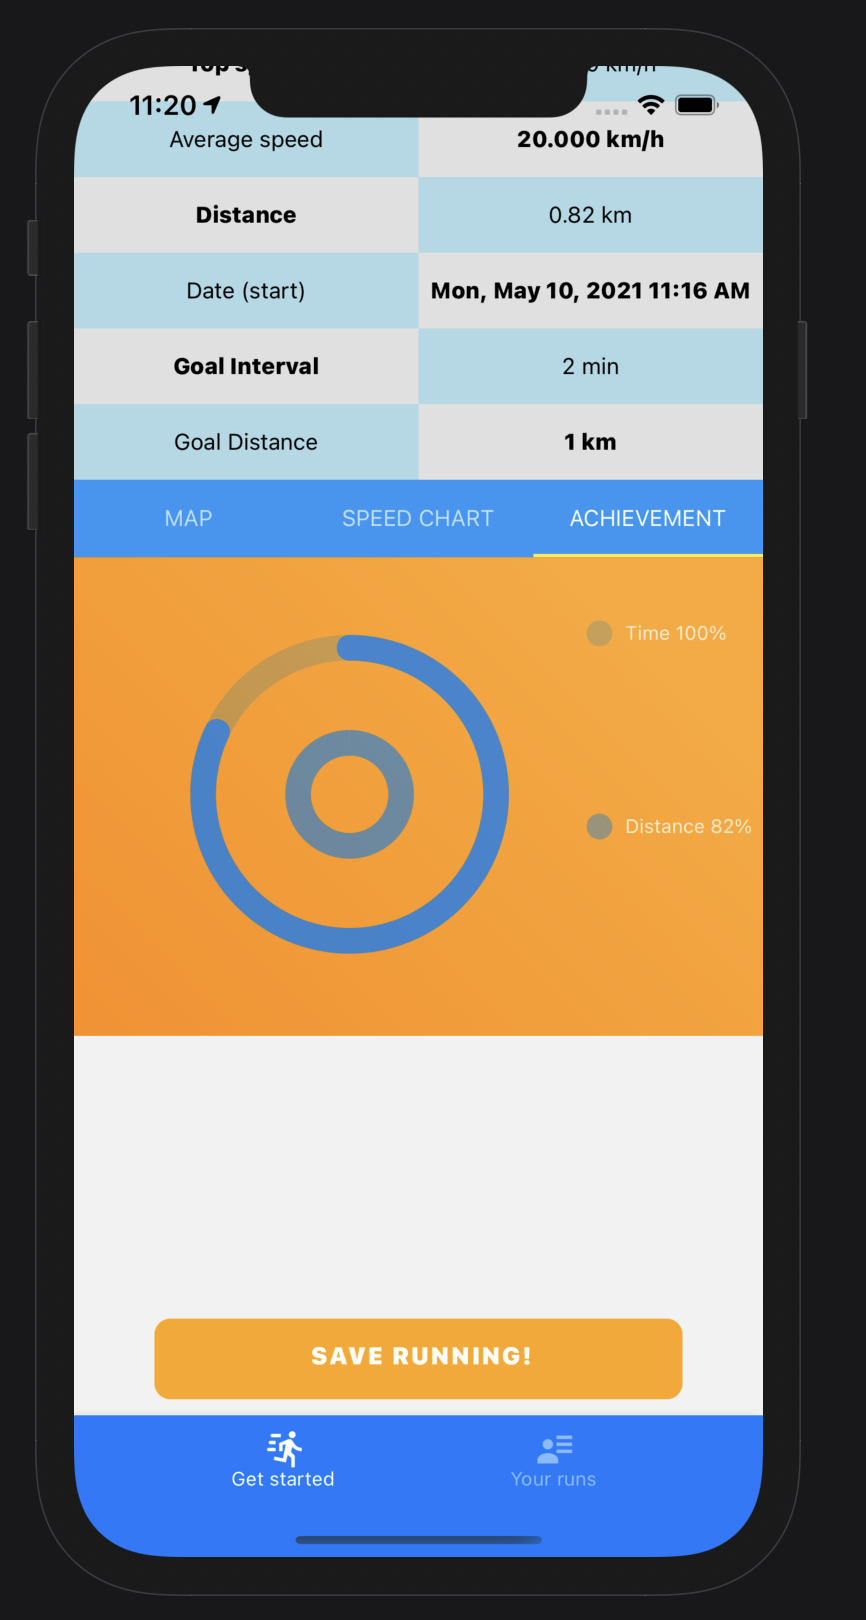 11:20
Average speed 20.000 km/h
Distance 0.82 km
Date (start) Mon, May 10, 2021 11:16 AM
Goal Interval 2 min
Goal Distance 1 km
MAP SPEED CHART ACHIEVEMENT
Time 100%
Distance 82%
SAVE RUNNING!
Get started Your runs